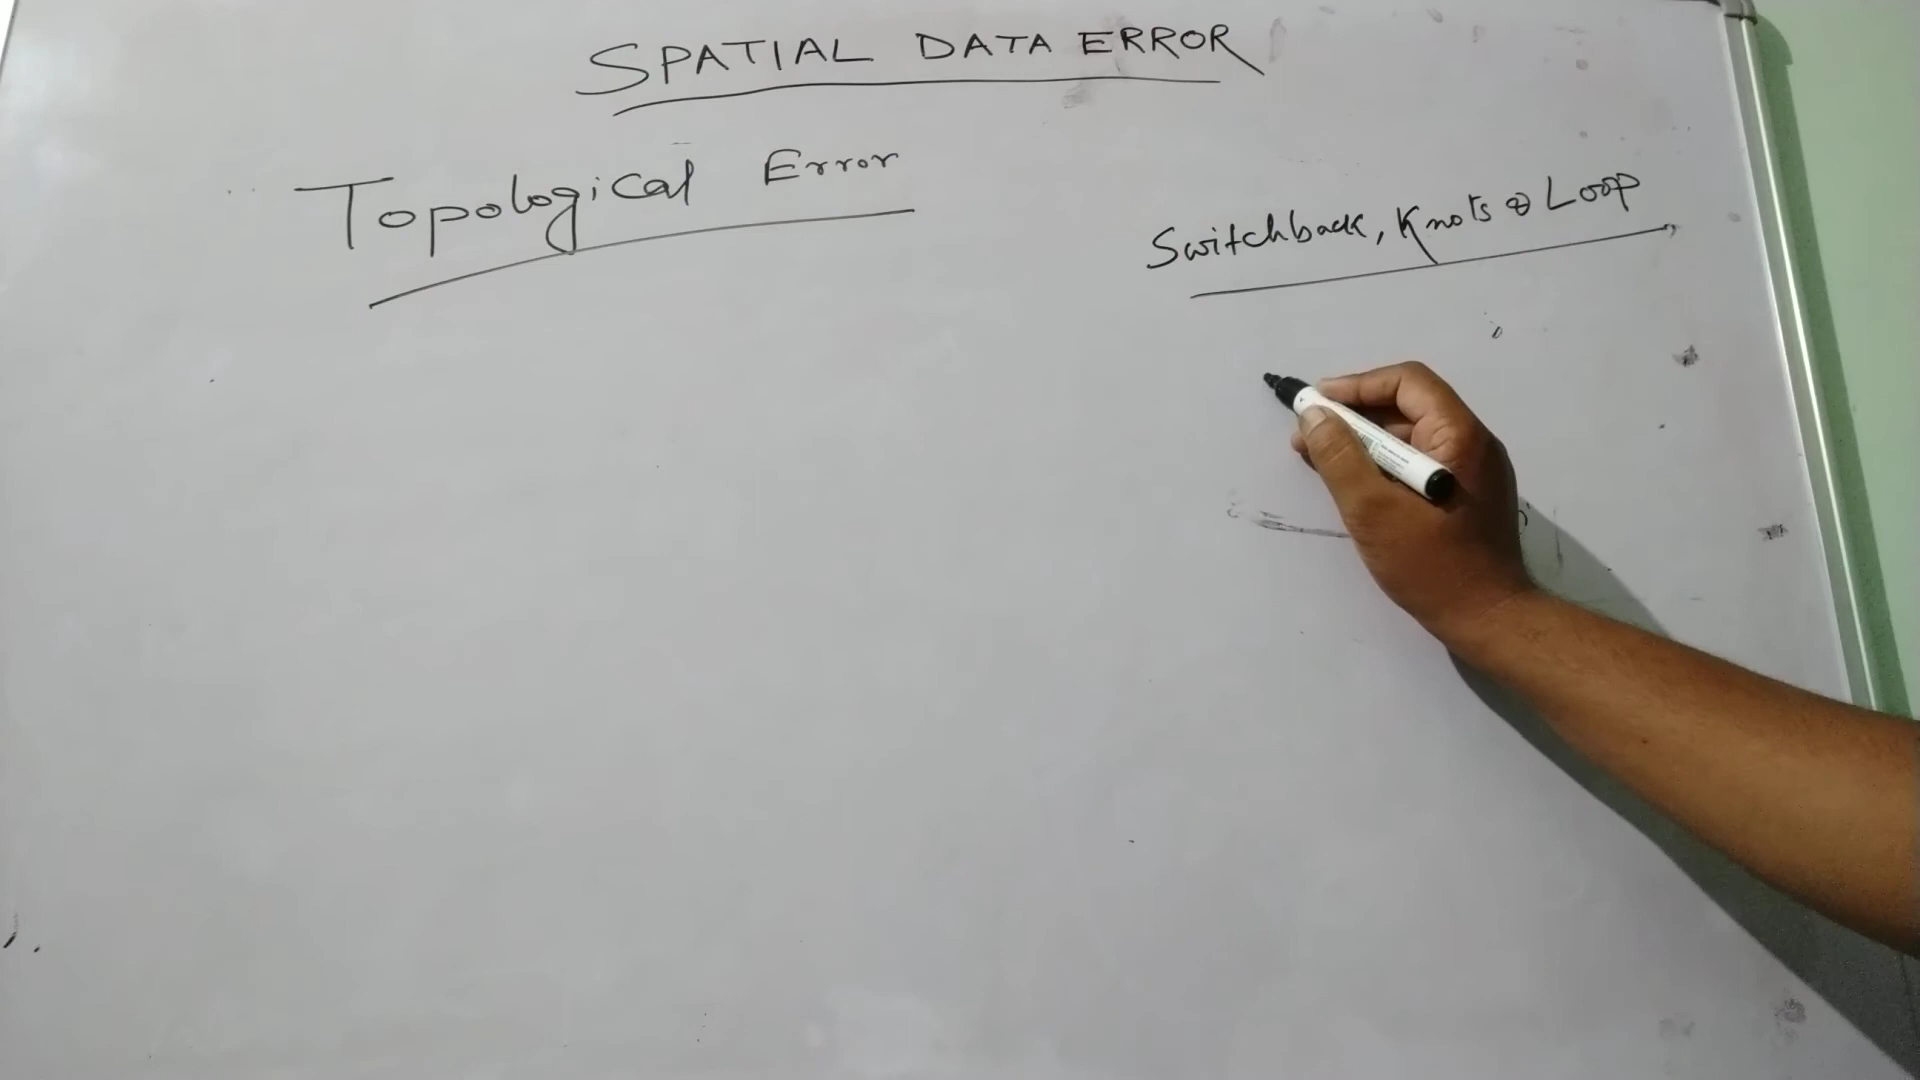 SPATIAL DATA ERROR
Topological Error
Switchback, Knots & Loop